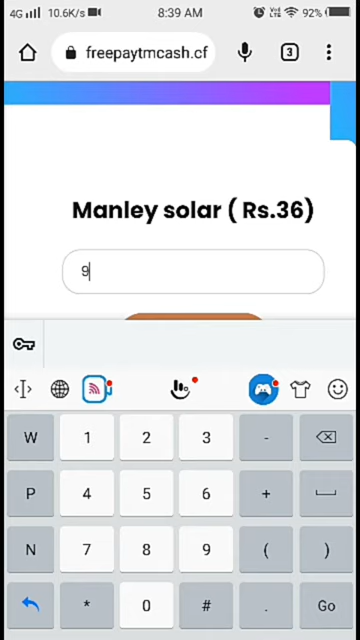 4G 10.6K/s 8:39 AM 92%
freepaytmcash.cf 3
Manley solar ( Rs.36)
9
W 1 2 3 -
P 4 5 6 +
N 7 8 9 ( )
* 0 # . Go